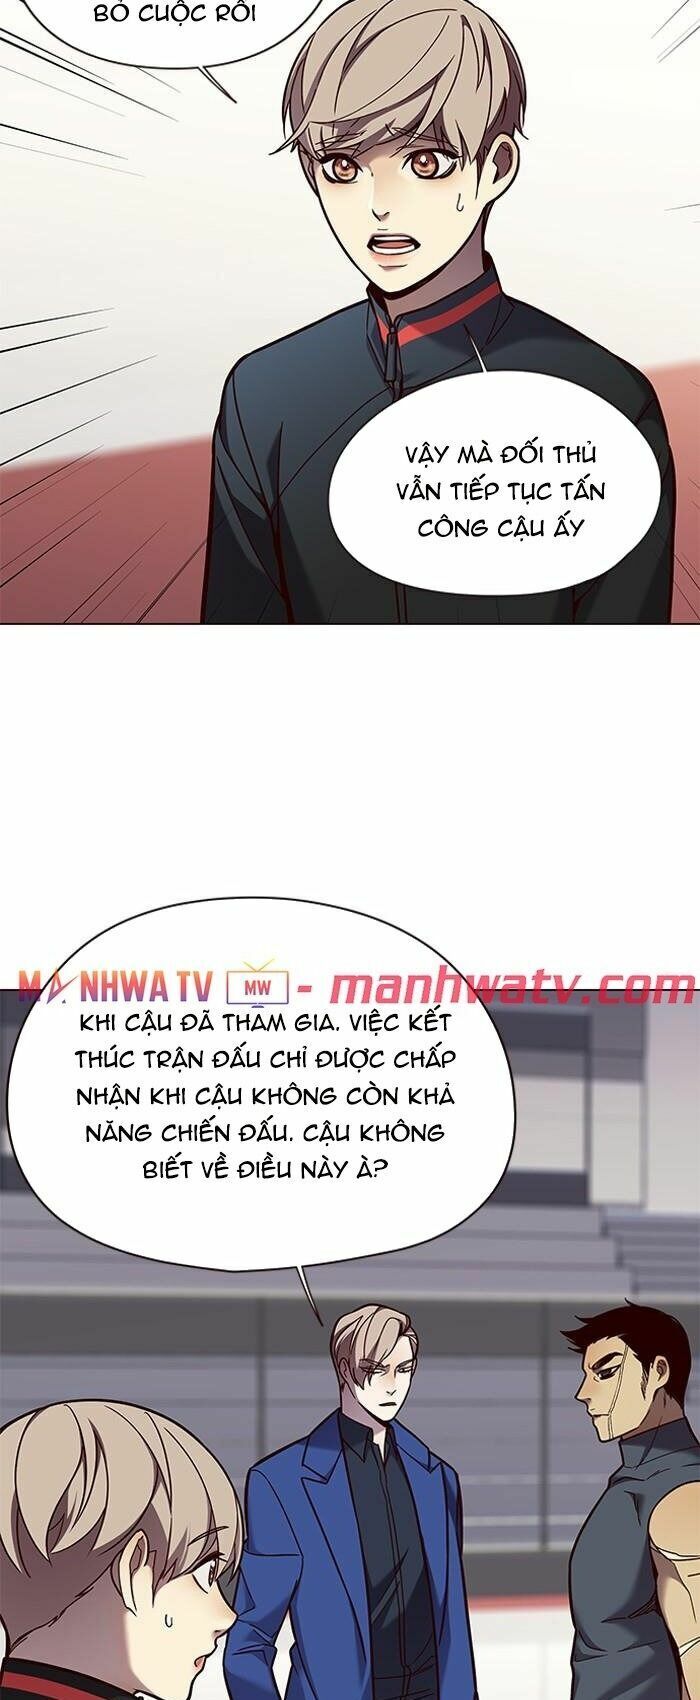 BỎ CUỘC RỒI
VẬY MÀ ĐỐI THỦ
VẪN TIẾP TỤC TẤN
CÔNG CẬU ẤY
MANHWA TV MW - manhwatv.com
KHI CẬU ĐÃ THAM GIA. VIỆC KẾT
THÚC TRẬN ĐẤU CHỈ ĐƯỢC CHẤP
NHẬN KHI CẬU KHÔNG CÒN KHẢ
NĂNG CHIẾN ĐẤU. CẬU KHÔNG
BIẾT VỀ ĐIỀU NÀY À?